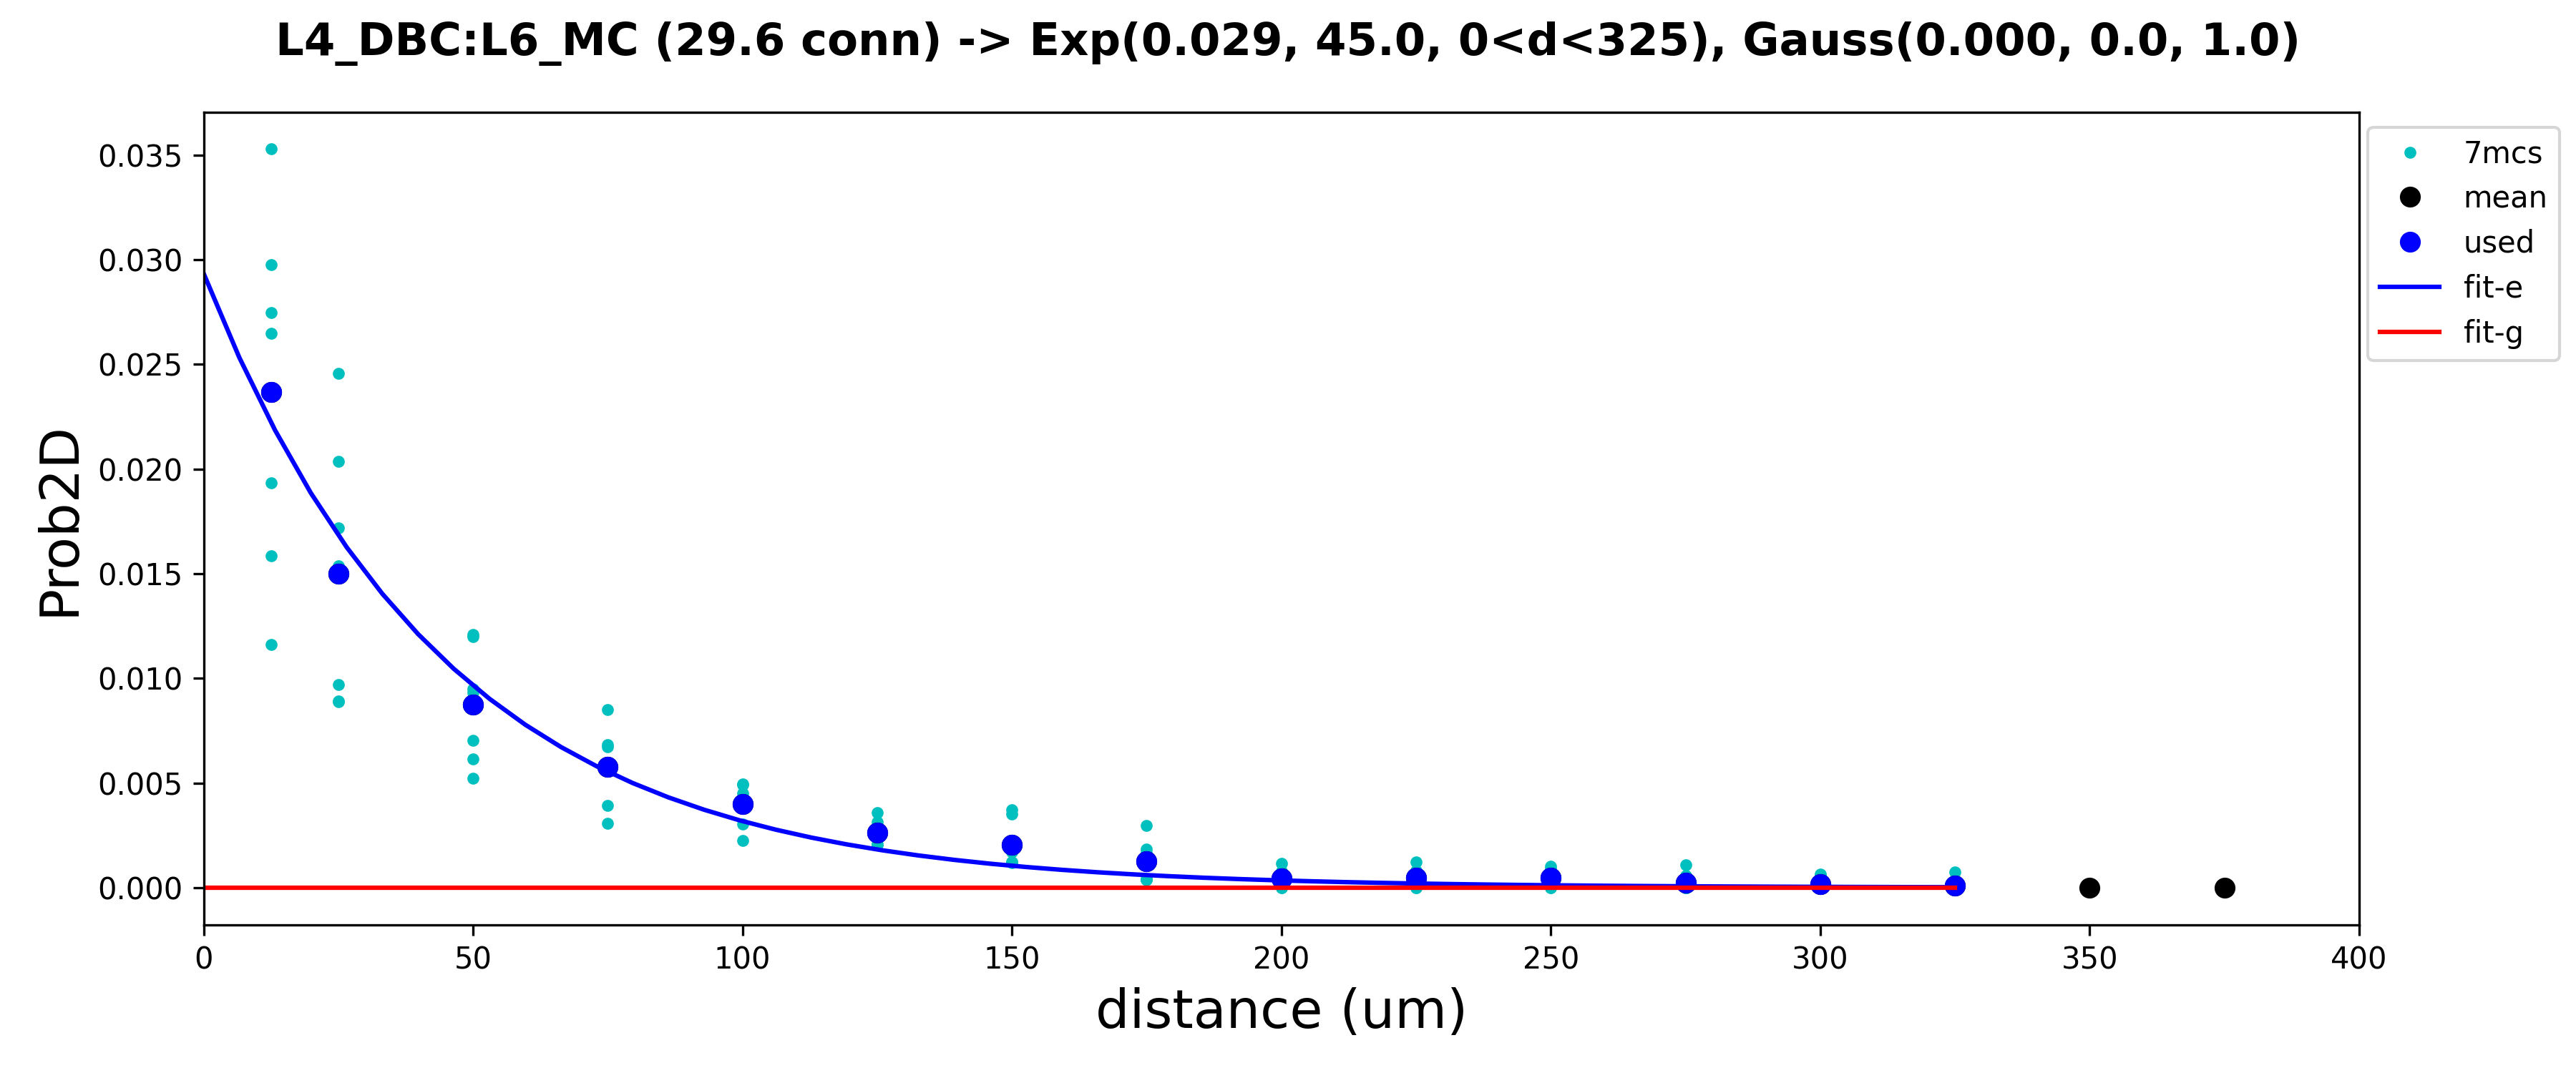 L4_DBC:L6_MC (29.6 conn) -> Exp(0.029, 45.0, 0<d<325), Gauss(0.000, 0.0, 1.0)
Prob2D
0.035
0.030
0.025
0.020
0.015
0.010
0.005
0.000
0 50 100 150 200 250 300 350 400
distance (um)
7mcs
mean
used
fit-e
fit-g